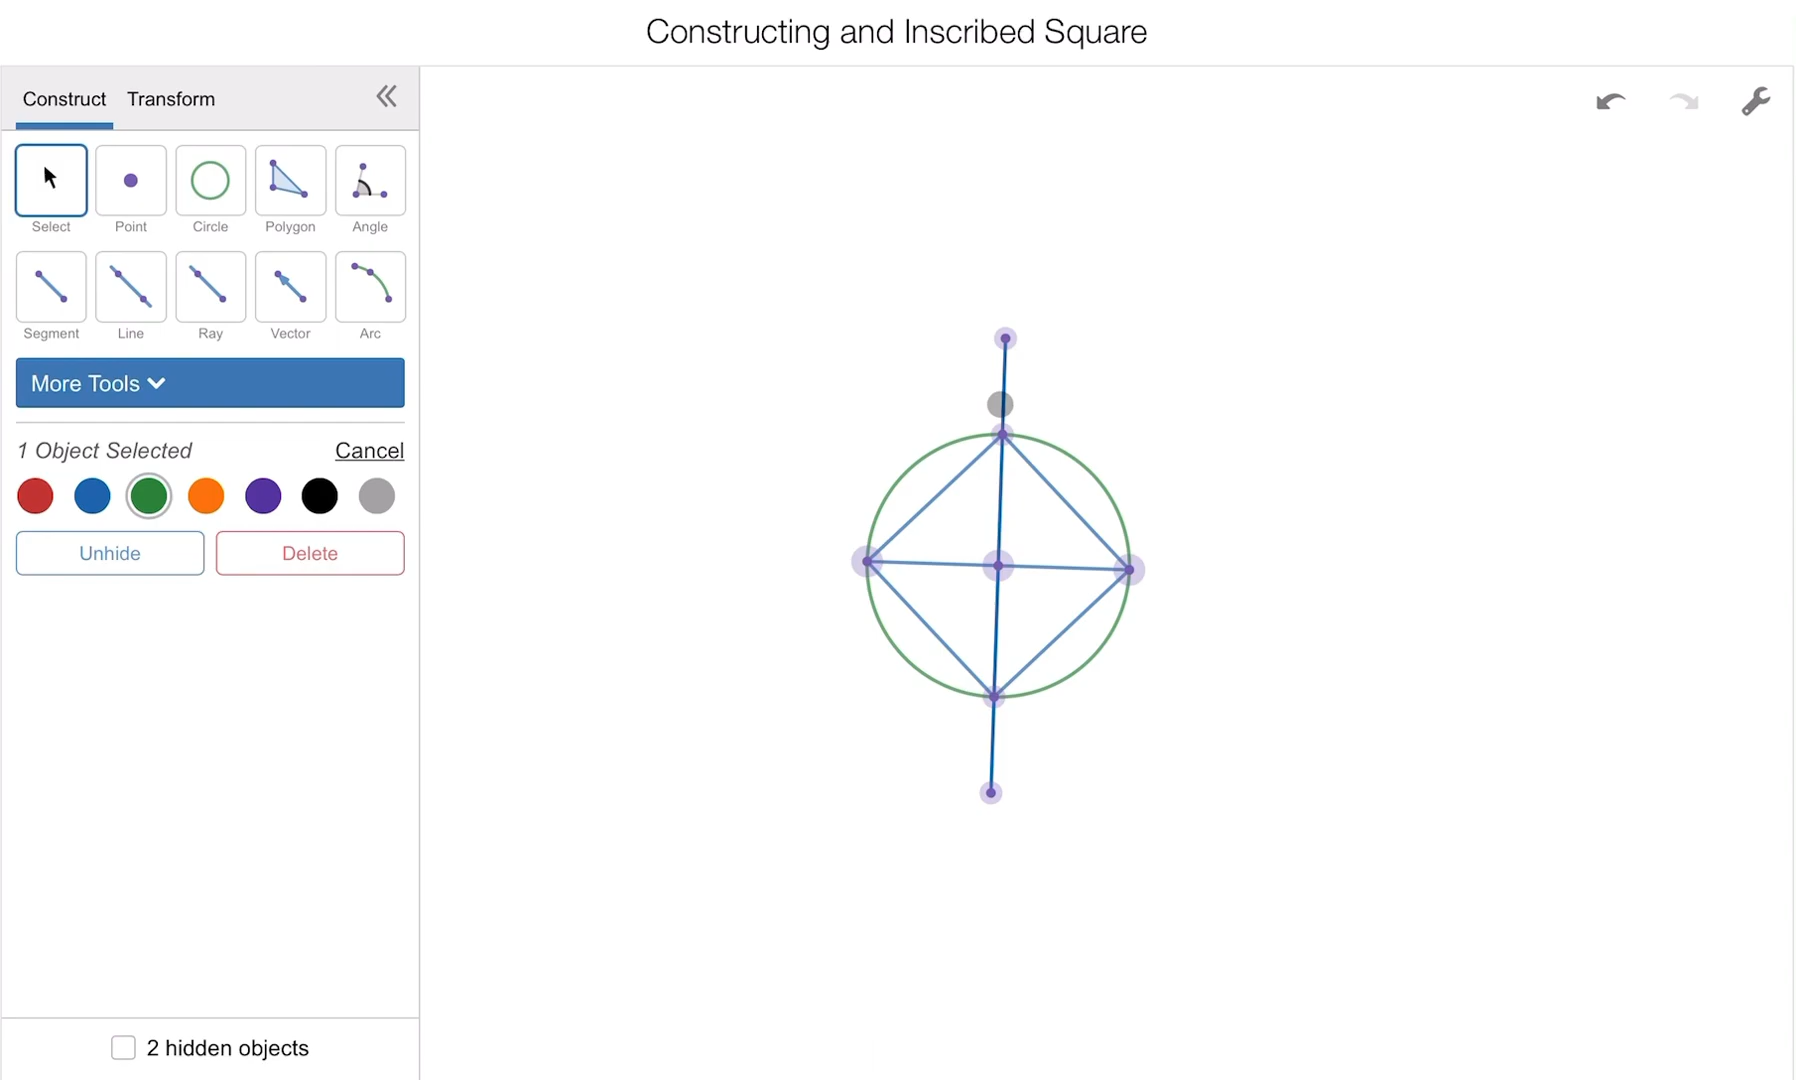 Constructing and Inscribed Square
Construct Transform
Select Point Circle Polygon Angle
Segment Line Ray Vector Arc
More Tools
1 Object Selected Cancel
Unhide Delete
2 hidden objects